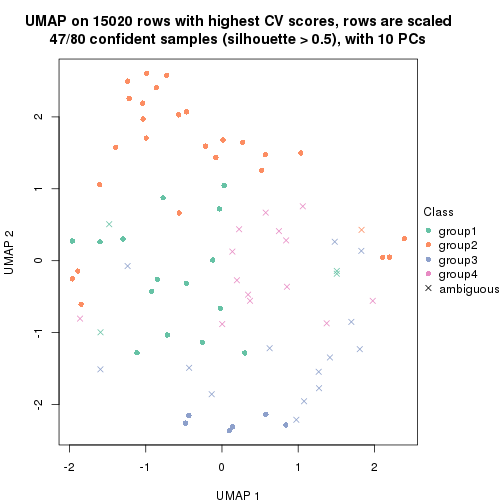 UMAP on 15020 rows with highest CV scores, rows are scaled
47/80 confident samples (silhouette > 0.5), with 10 PCs
UMAP 2
2
1
0
-1
-2
-2
-1
0
1
2
UMAP 1
Class
group1
group2
group3
group4
ambiguous